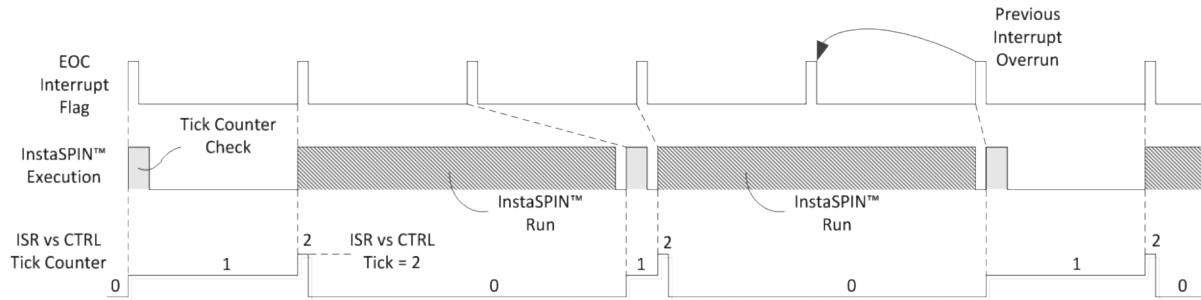 Previous
Interrupt
Overrun
EOC
Interrupt
Flag
Tick Counter
Check
InstaSPIN™
Execution
InstaSPIN™
Run
InstaSPIN™
Run
ISR vs CTRL
Tick Counter
0
1
2
ISR vs CTRL
Tick = 2
0
1
2
0
1
2
0